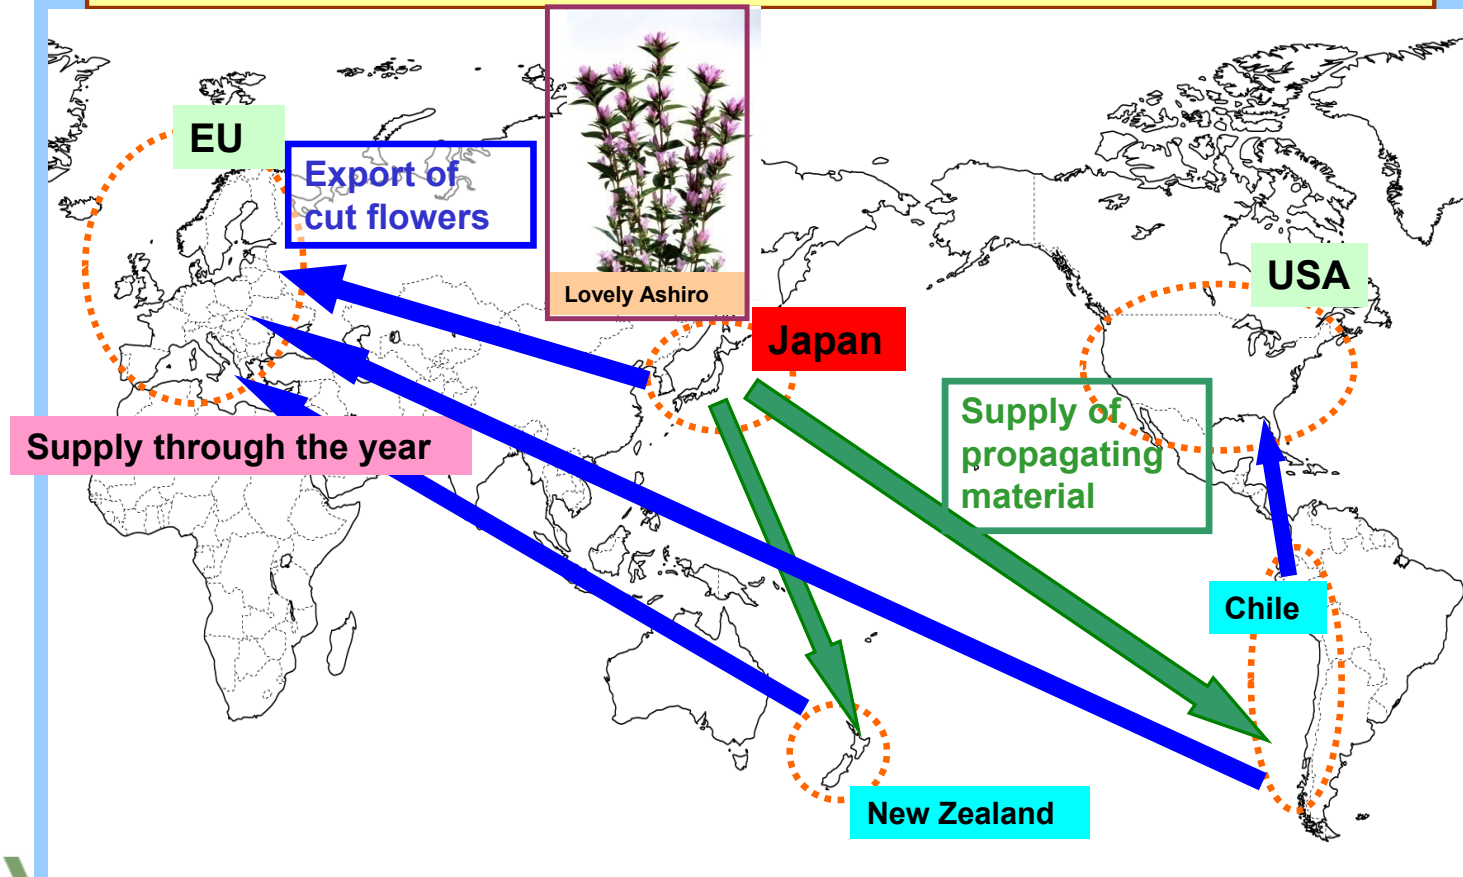 EU
Export of
cut flowers
Lovely Ashiro
USA
Japan
Supply of
propagating
material
Supply through the year
Chile
New Zealand